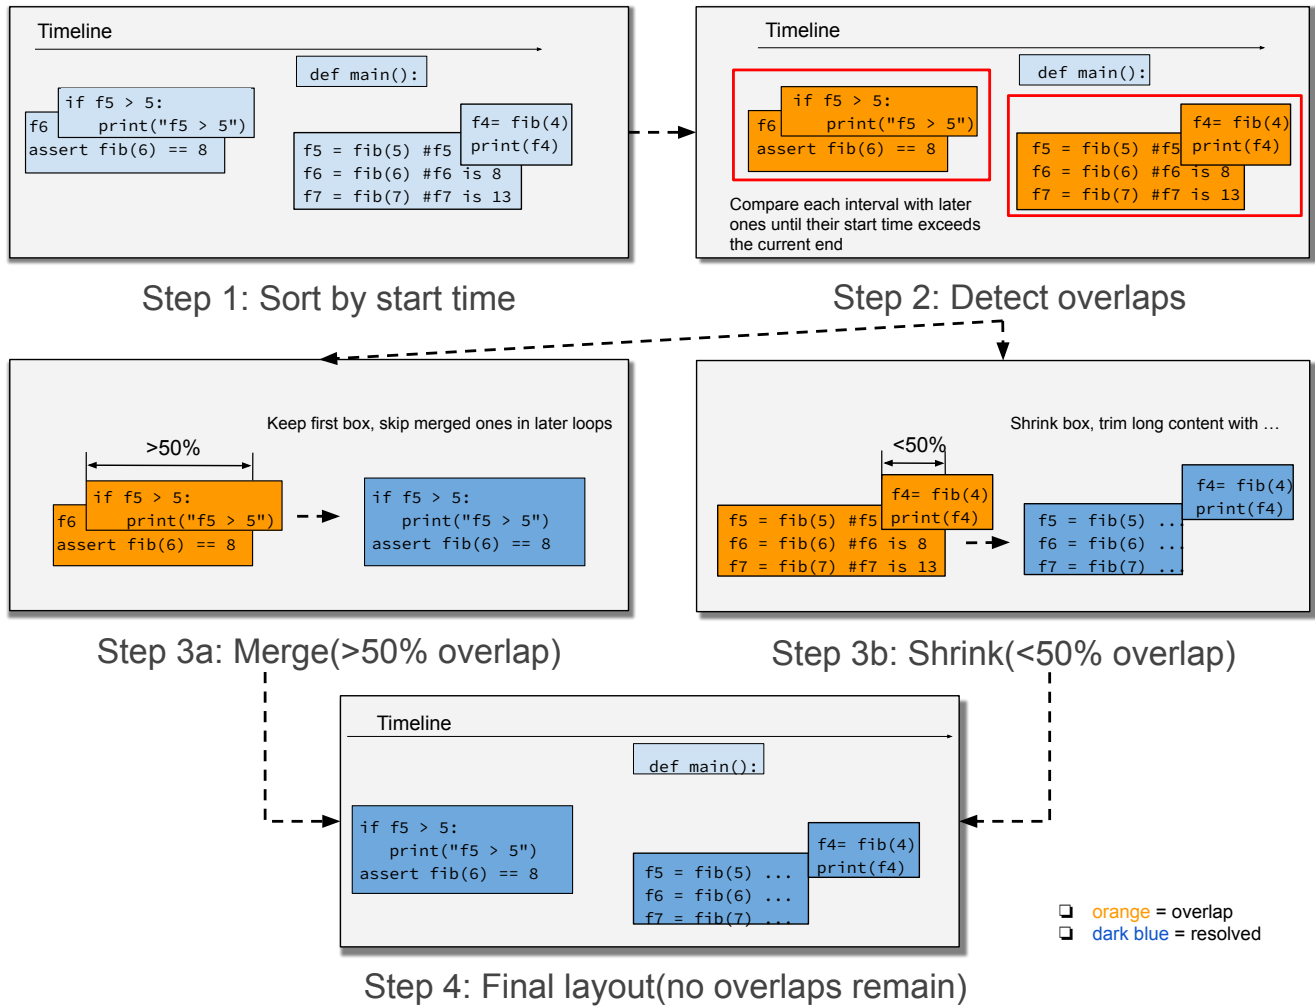 Timeline
def main():
if f5 > 5:
f6 print("f5 > 5")
assert fib(6) == 8
f4= fib(4)
print(f4)
f5 = fib(5) #f5
f6 = fib(6) #f6 is 8
f7 = fib(7) #f7 is 13
Step 1: Sort by start time
Timeline
def main():
if f5 > 5:
f6 print("f5 > 5")
assert fib(6) == 8
f4= fib(4)
print(f4)
f5 = fib(5) #f5
f6 = fib(6) #f6 is 8
f7 = fib(7) #f7 is 13
Compare each interval with later
ones until their start time exceeds
the current end
Step 2: Detect overlaps
Keep first box, skip merged ones in later loops
>50%
if f5 > 5:
f6 print("f5 > 5")
assert fib(6) == 8
if f5 > 5:
print("f5 > 5")
assert fib(6) == 8
Step 3a: Merge(>50% overlap)
Shrink box, trim long content with …
<50%
f4= fib(4)
print(f4)
f5 = fib(5) #f5
f6 = fib(6) #f6 is 8
f7 = fib(7) #f7 is 13
f4= fib(4)
print(f4)
f5 = fib(5) ...
f6 = fib(6) ...
f7 = fib(7) ...
Step 3b: Shrink(<50% overlap)
Timeline
def main():
if f5 > 5:
print("f5 > 5")
assert fib(6) == 8
f4= fib(4)
print(f4)
f5 = fib(5) ...
f6 = fib(6) ...
f7 = fib(7) ...
Step 4: Final layout(no overlaps remain)
❏ orange = overlap
❏ dark blue = resolved